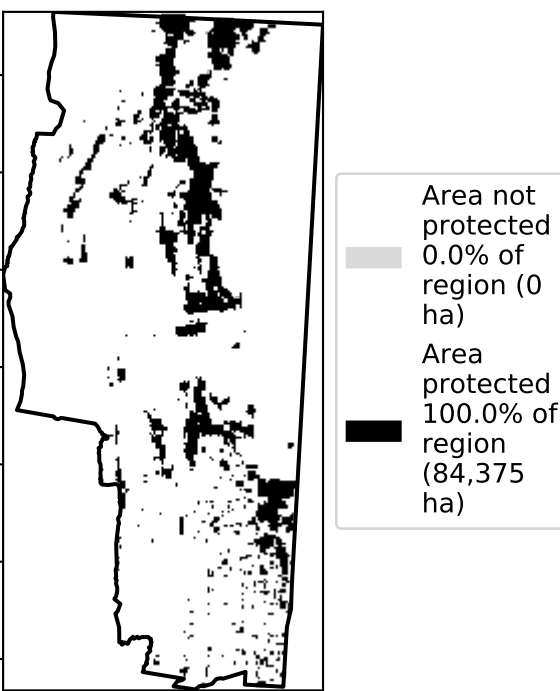 Area not
protected
0.0% of
region (0
ha)
Area
protected
100.0% of
region
(84,375
ha)